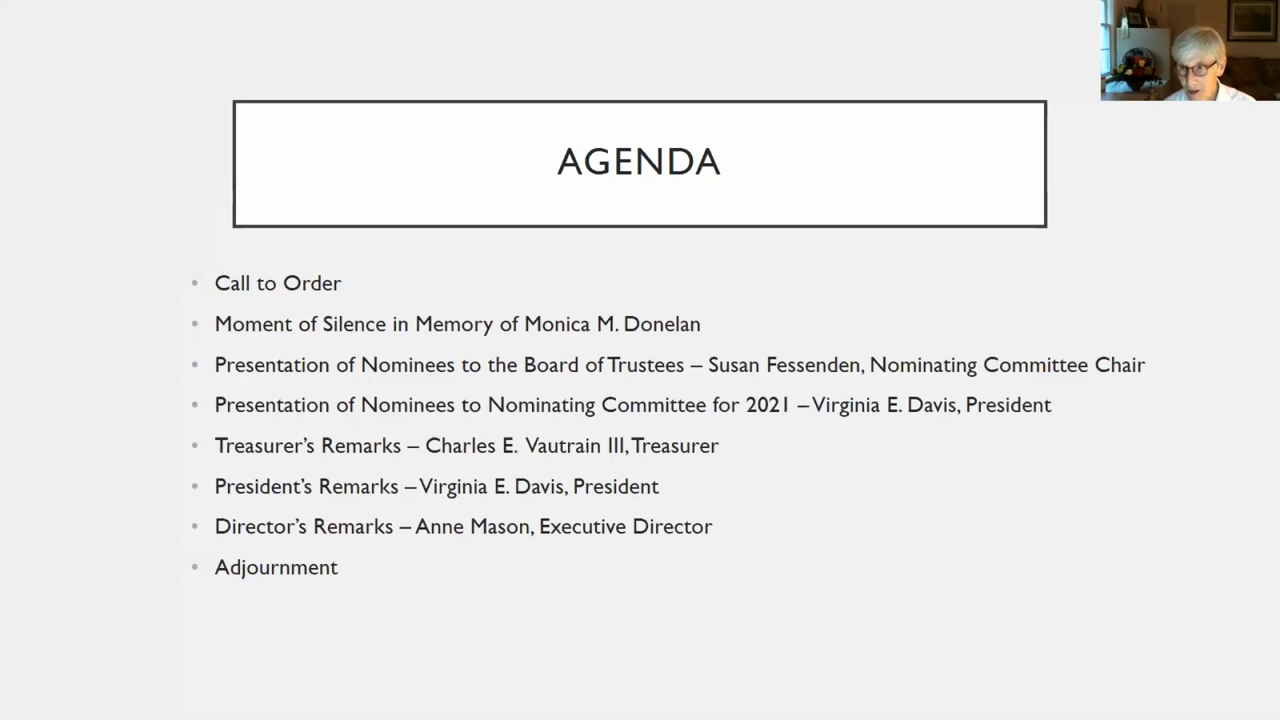 AGENDA
• Call to Order
• Moment of Silence in Memory of Monica M. Donelan
• Presentation of Nominees to the Board of Trustees – Susan Fessenden, Nominating Committee Chair
• Presentation of Nominees to Nominating Committee for 2021 – Virginia E. Davis, President
• Treasurer’s Remarks – Charles E. Vautrain III, Treasurer
• President’s Remarks – Virginia E. Davis, President
• Director’s Remarks – Anne Mason, Executive Director
• Adjournment